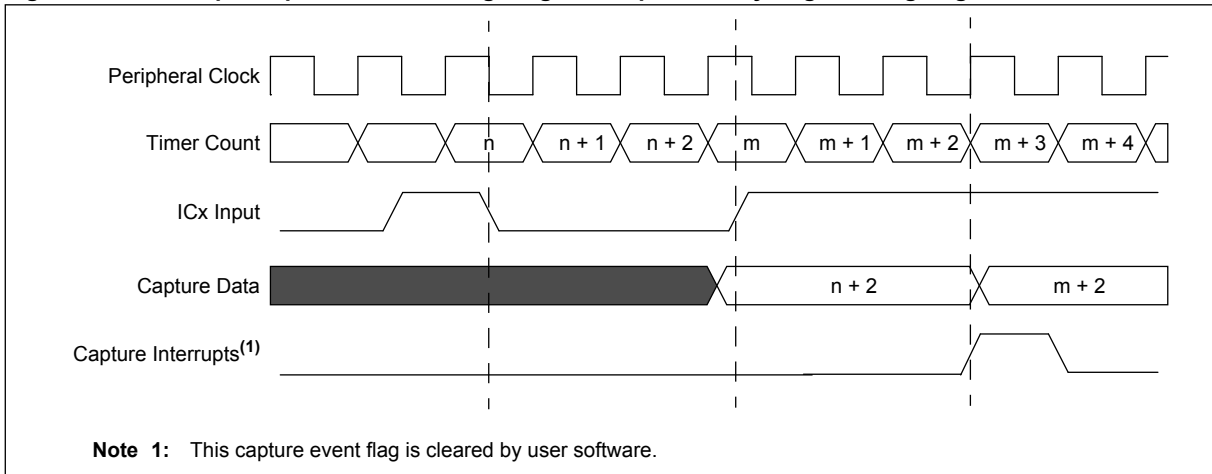 Peripheral Clock
Timer Count n n + 1 n + 2 m m + 1 m + 2 m + 3 m + 4
ICx Input
Capture Data n + 2 m + 2
Capture Interrupts(1)
Note 1: This capture event flag is cleared by user software.